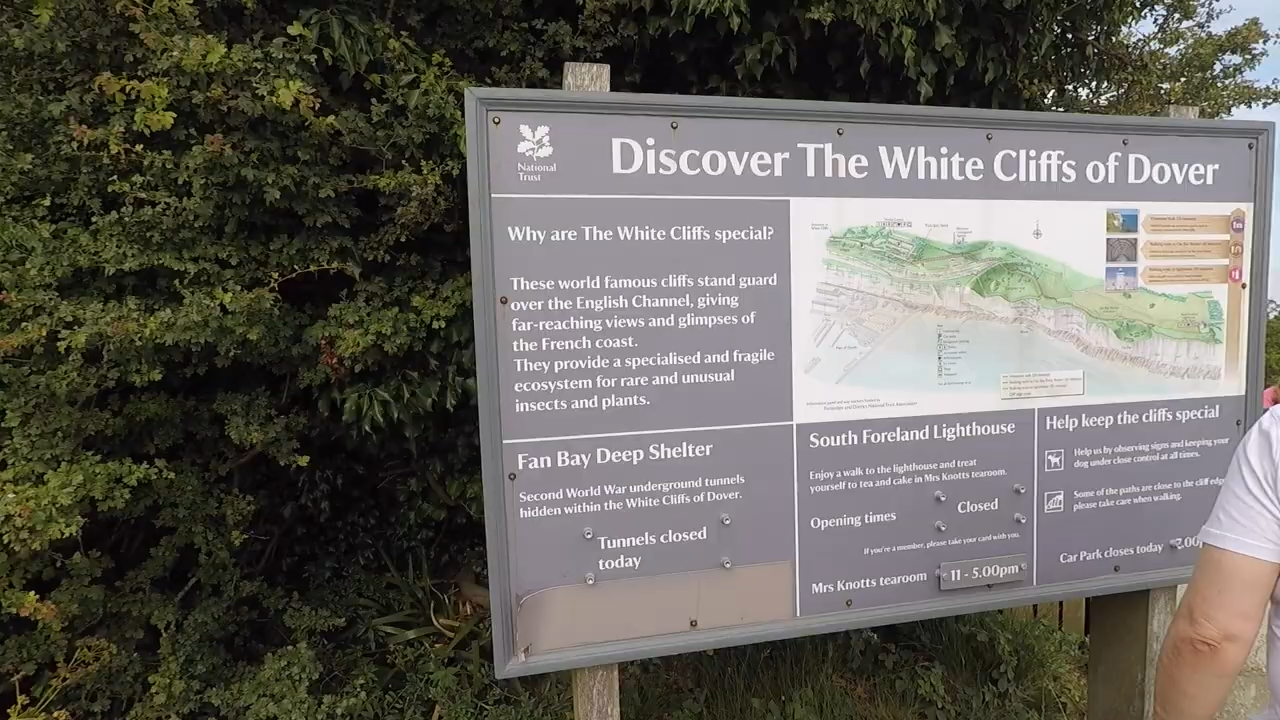 National
Trust
Discover The White Cliffs of Dover
Why are The White Cliffs special?
These world famous cliffs stand guard
over the English Channel, giving
far-reaching views and glimpses of
the French coast.
They provide a specialised and fragile
ecosystem for rare and unusual
insects and plants.
Fan Bay Deep Shelter
Second World War underground tunnels
hidden within the White Cliffs of Dover.
Tunnels closed
today
South Foreland Lighthouse
Enjoy a walk to the lighthouse and treat
yourself to tea and cake in Mrs Knotts tearoom.
Opening times
Closed
If you're a member, please take your card with you.
Mrs Knotts tearoom
11 - 5.00pm
Help keep the cliffs special
Help us by observing signs and keeping your
dog under close control at all times.
Some of the paths are close to the cliff
please take care when walking.
Car Park closes today